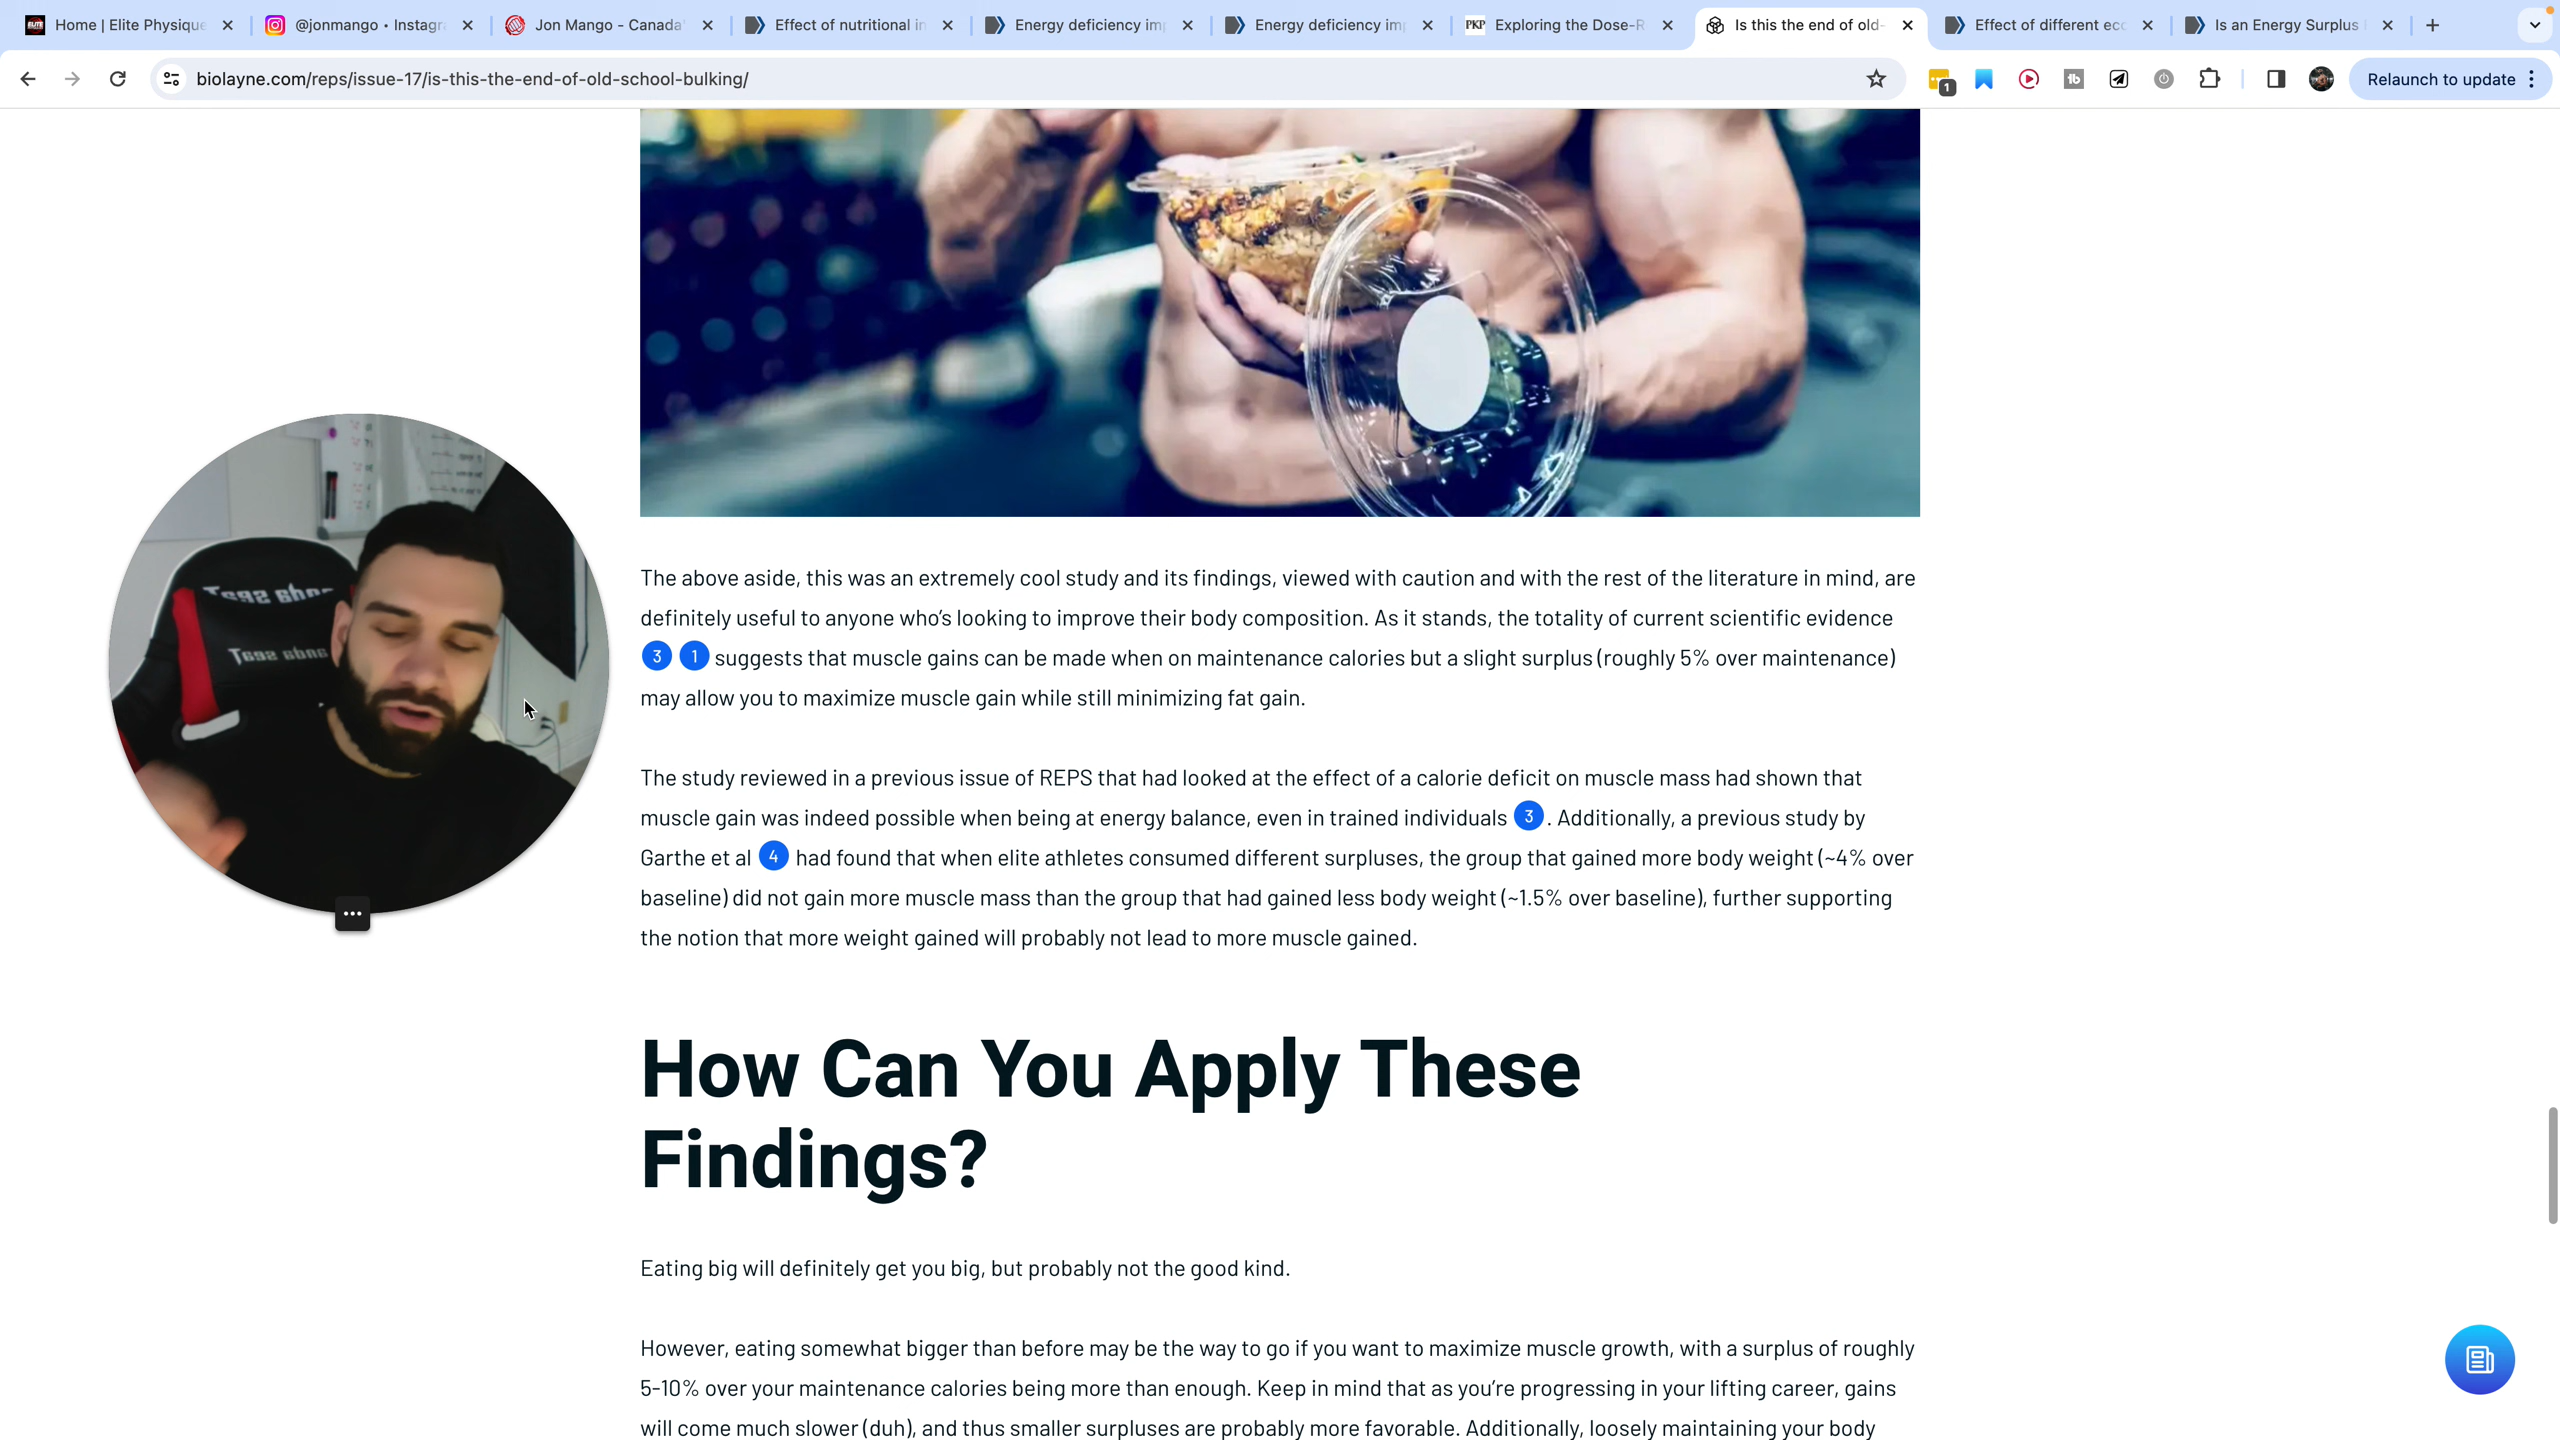 Home | Elite Physique
@jonmango • Instagr
Jon Mango - Canada'
Effect of nutritional in
Energy deficiency im
Energy deficiency im
PKP
Exploring the Dose-R
Is this the end of old-
Effect of different ec
Is an Energy Surplus
biolayne.com/reps/issue-17/is-this-the-end-of-old-school-bulking/
1
tb
Relaunch to update
The above aside, this was an extremely cool study and its findings, viewed with caution and with the rest of the literature in mind, are
definitely useful to anyone who's looking to improve their body composition. As it stands, the totality of current scientific evidence
3 1 suggests that muscle gains can be made when on maintenance calories but a slight surplus (roughly 5% over maintenance)
may allow you to maximize muscle gain while still minimizing fat gain.
The study reviewed in a previous issue of REPS that had looked at the effect of a calorie deficit on muscle mass had shown that
muscle gain was indeed possible when being at energy balance, even in trained individuals 3 . Additionally, a previous study by
Garthe et al 4 had found that when elite athletes consumed different surpluses, the group that gained more body weight (~4% over
baseline) did not gain more muscle mass than the group that had gained less body weight (~1.5% over baseline), further supporting
the notion that more weight gained will probably not lead to more muscle gained.
How Can You Apply These
Findings?
Eating big will definitely get you big, but probably not the good kind.
However, eating somewhat bigger than before may be the way to go if you want to maximize muscle growth, with a surplus of roughly
5-10% over your maintenance calories being more than enough. Keep in mind that as you're progressing in your lifting career, gains
will come much slower (duh), and thus smaller surpluses are probably more favorable. Additionally, loosely maintaining your body